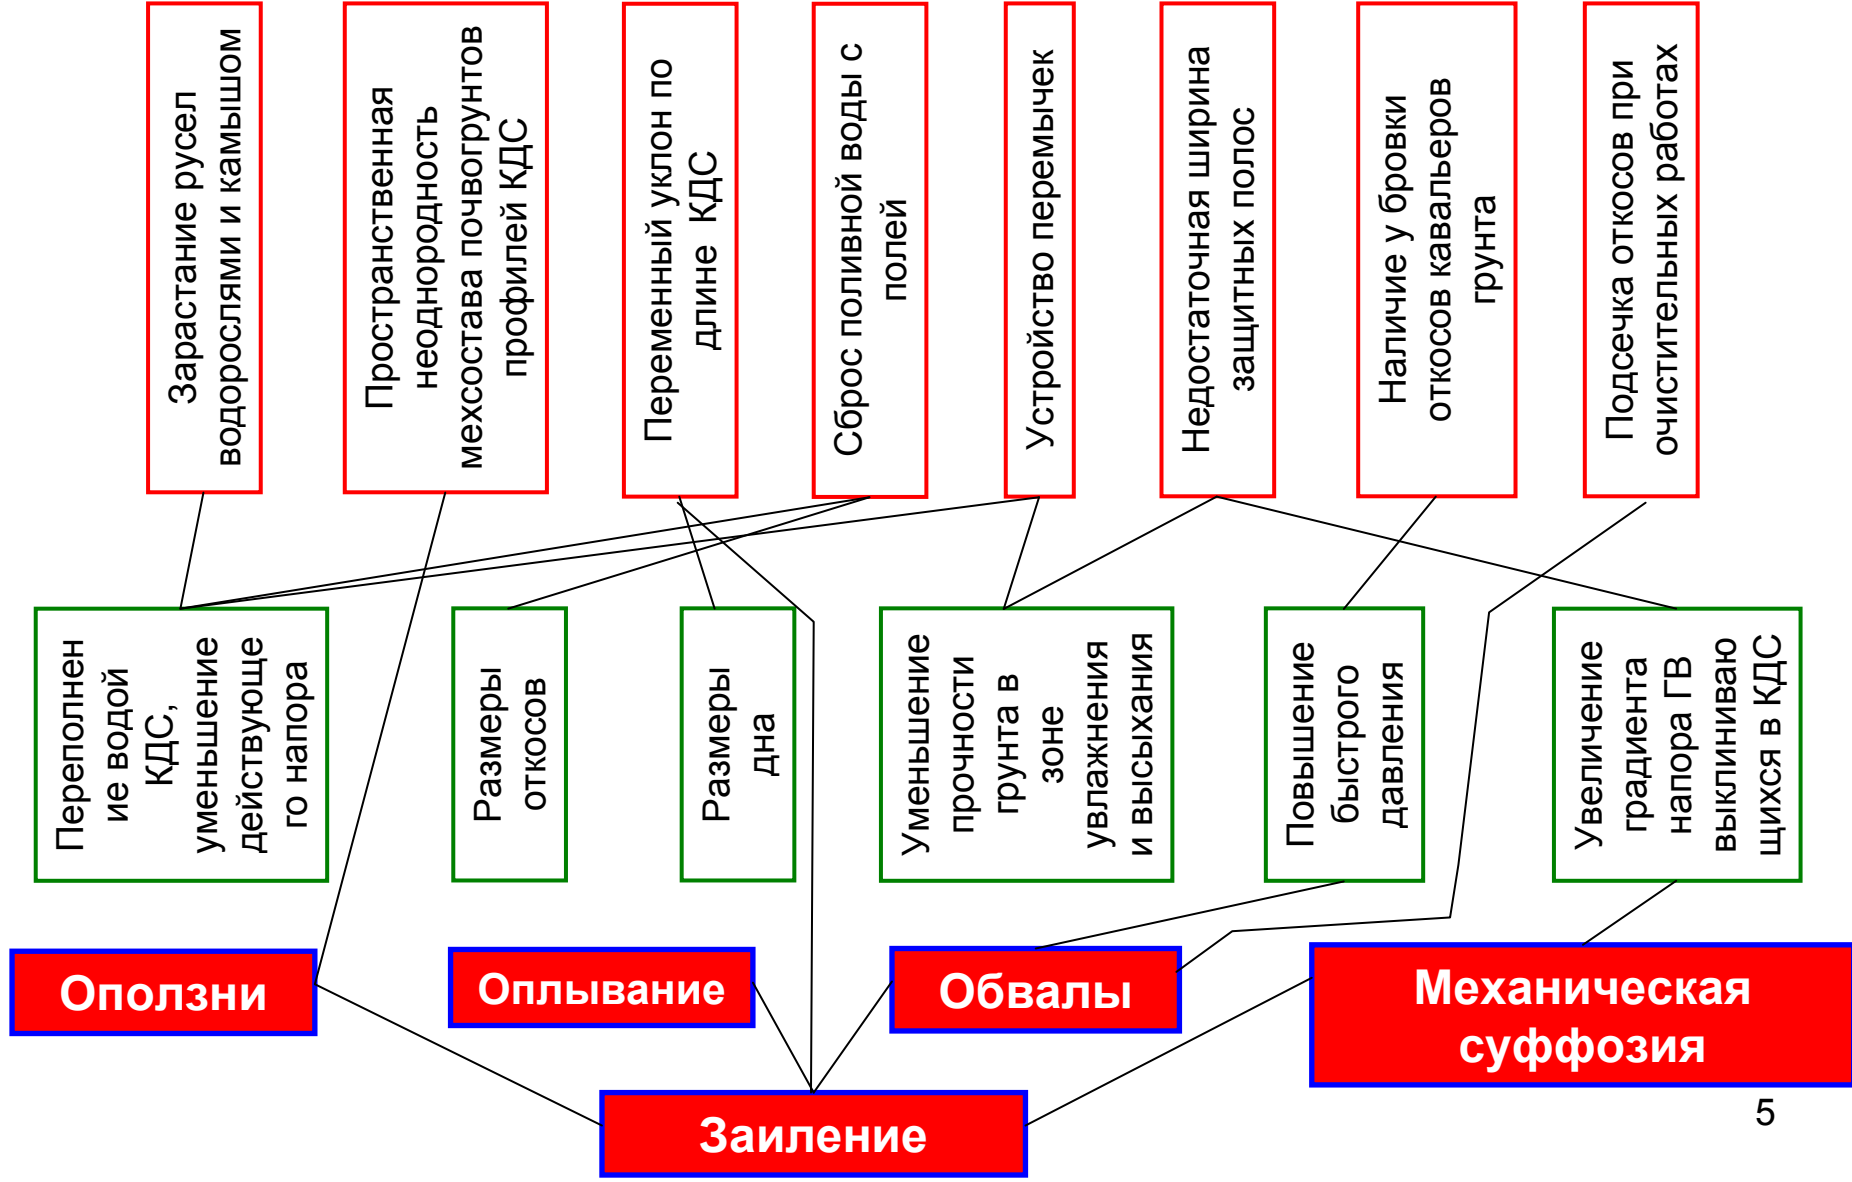 Зарастание русел
водорослями и камышом
Пространственная
неоднородность
мехсостава почвогрунтов
профилей КДС
Переменный уклон по
длине КДС
Сброс поливной воды с
полей
Устройство перемычек
Недостаточная ширина
защитных полос
Наличие у бровки
откосов кавальеров
грунта
Подсечка откосов при
очистительных работах
Переполнен
ие водой
КДС,
уменьшение
действующе
го напора
Размеры
откосов
Размеры
дна
Уменьшение
прочности
грунта в
зоне
увлажнения
и высыхания
Повышение
быстрого
давления
Увеличение
градиента
напора ГВ
выклиниваю
щихся в КДС
Оползни
Оплывание
Обвалы
Механическая
суффозия
Заиление
5